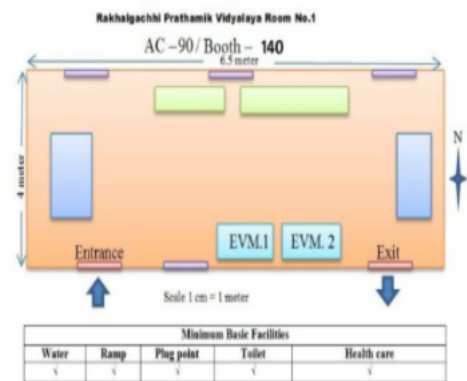 Rakhalgachhi Prathamik Vidyalaya Room No.1
AC –90/ Booth – 140
6.5 meter
4 meter
N
EVM.1 EVM. 2
Entrance Exit
Scale 1 cm = 1 meter
Minimum Basic Facilities
Water Ramp Plug point Toilet Health care
√ √ √ √ √